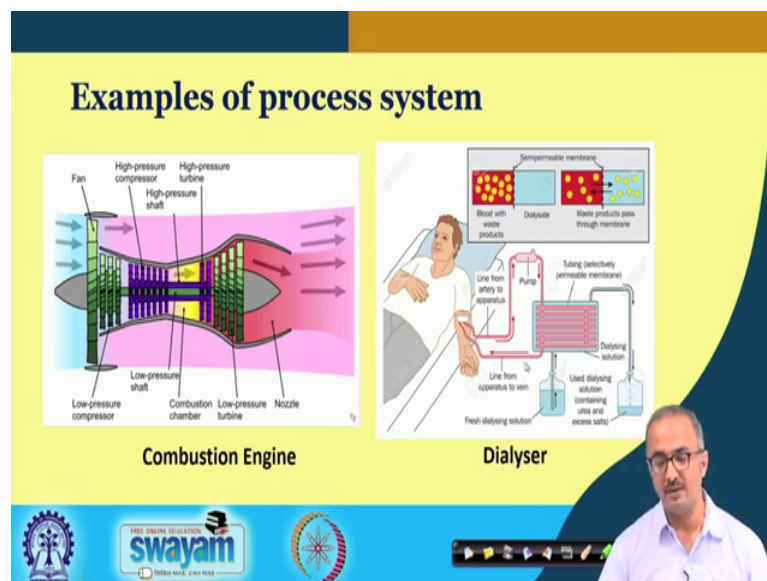 Examples of process system
High-pressure
compressor
High-pressure
turbine
Fan
High-pressure
shaft
Low-pressure
shaft
Low-pressure
compressor
Combustion
chamber
Low-pressure
turbine
Nozzle
Combustion Engine
Semipermeable membrane
Blood with
waste
products
Dialysate
Waste products pass
through membrane
Line from
artery to
apparatus
Pump
Tubing (selectively
permeable membrane)
Dialysing
solution
Line from
apparatus to vein
Fresh dialysing solution
Used dialysing
solution
(containing
urea and
excess salts)
Dialyser
FREE ONLINE EDUCATION
swayam